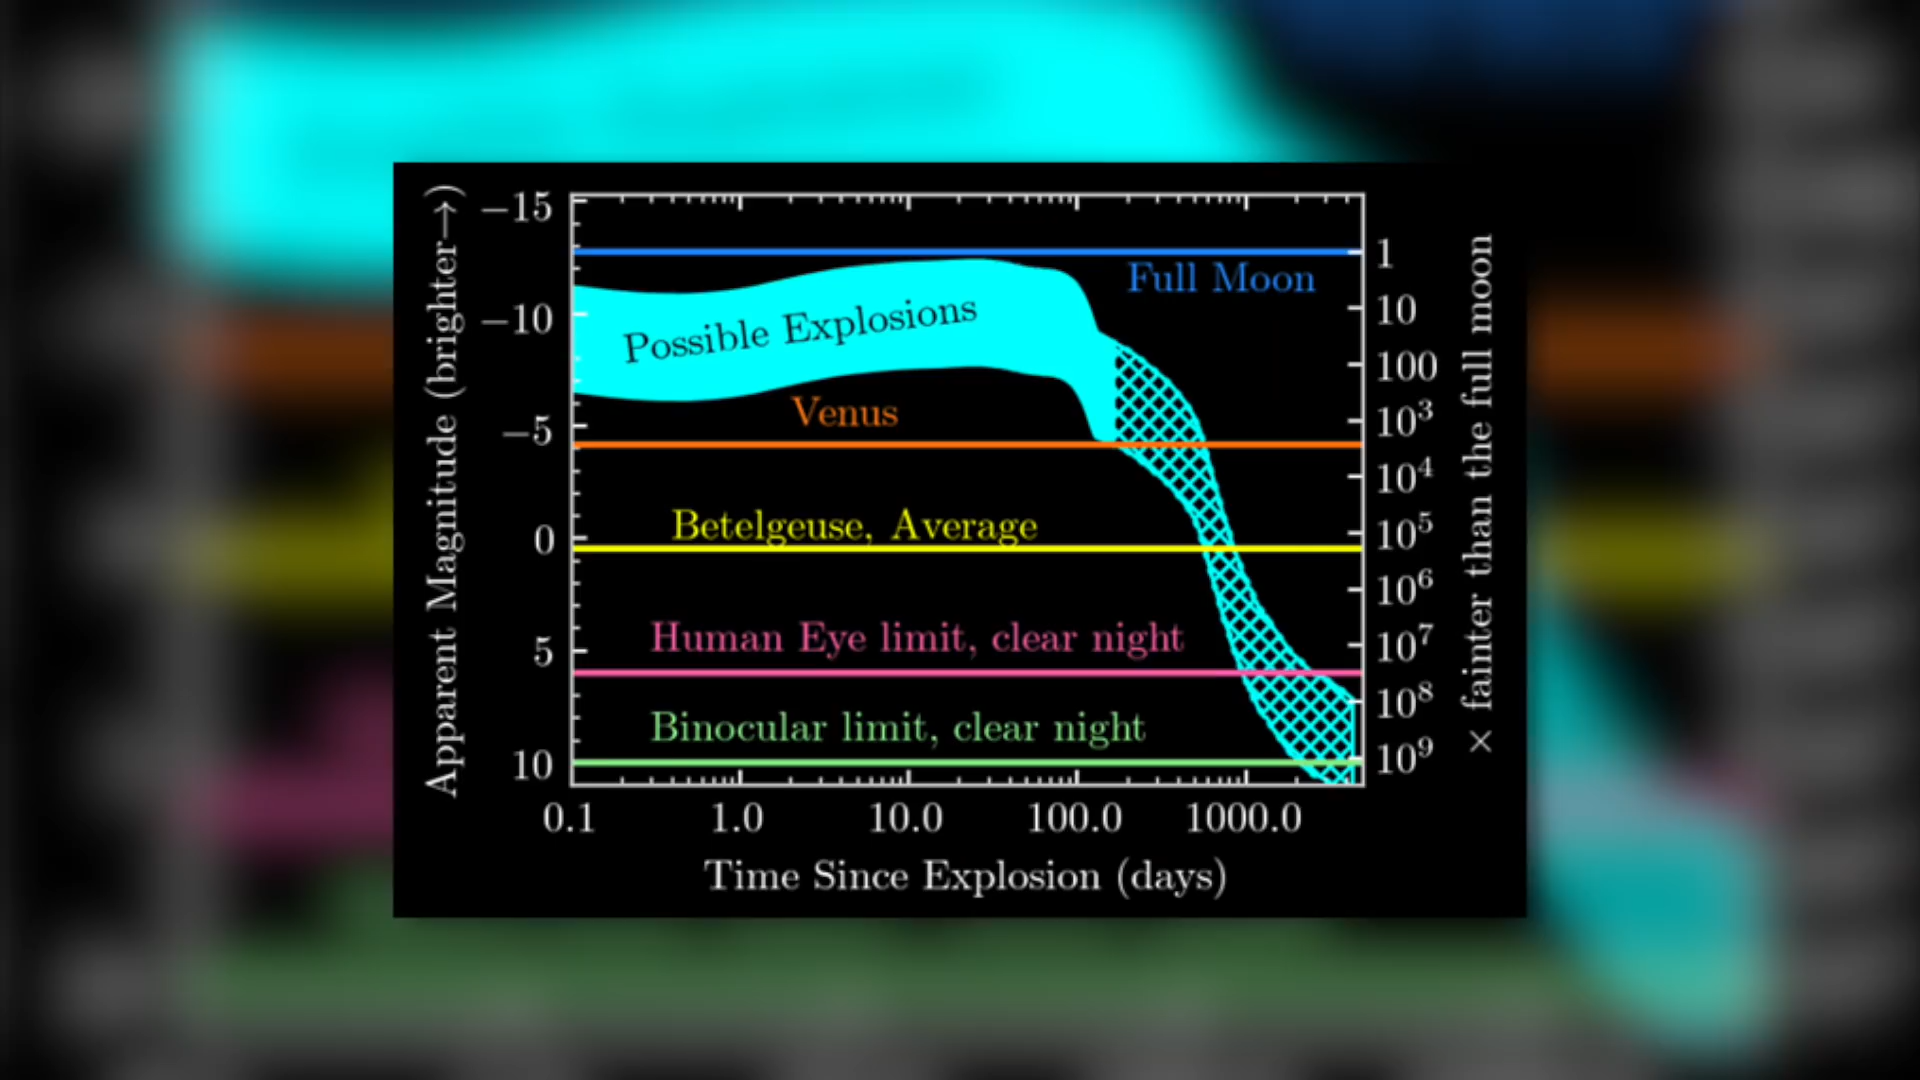 Apparent Magnitude (brighter→)
−15
−10
−5
0
5
10
Full Moon
Possible Explosions
Venus
Betelgeuse, Average
Human Eye limit, clear night
Binocular limit, clear night
1
10
100
10³
10⁴
10⁵
10⁶
10⁷
10⁸
10⁹
× fainter than the full moon
0.1 1.0 10.0 100.0 1000.0
Time Since Explosion (days)